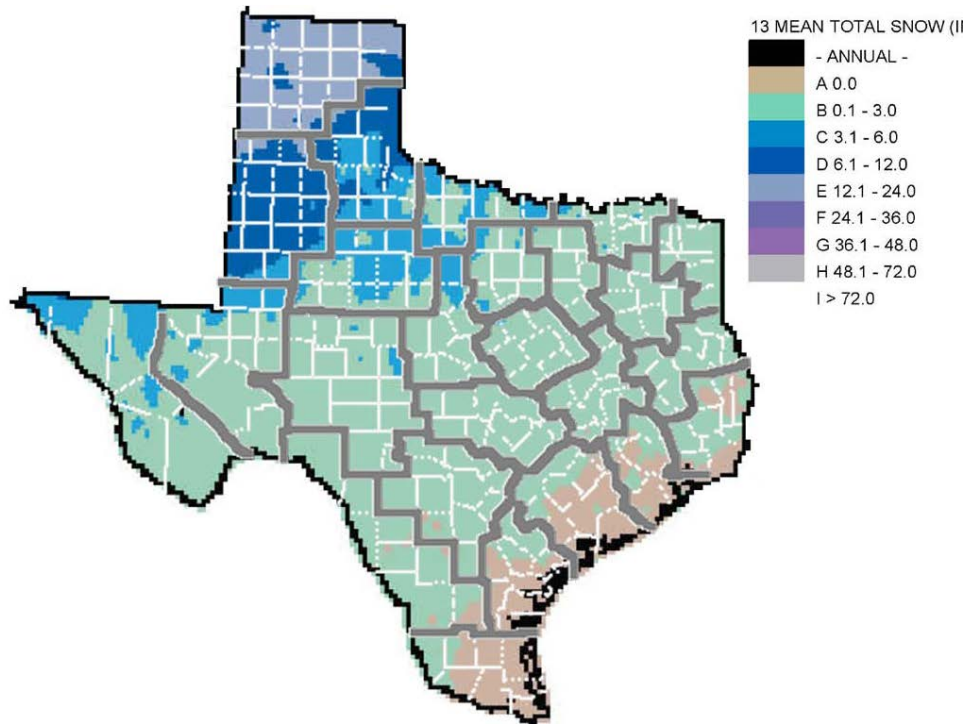 13 MEAN TOTAL SNOW (I
- ANNUAL -
A 0.0
B 0.1 - 3.0
C 3.1 - 6.0
D 6.1 - 12.0
E 12.1 - 24.0
F 24.1 - 36.0
G 36.1 - 48.0
H 48.1 - 72.0
I > 72.0